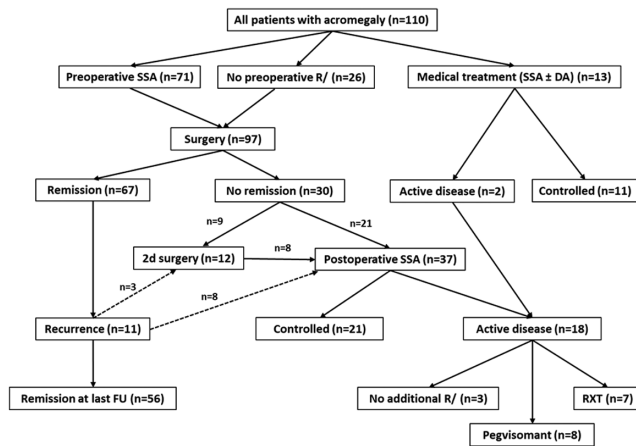 All patients with acromegaly (n=110)
Preoperative SSA (n=71)
No preoperative R/ (n=26)
Medical treatment (SSA ± DA) (n=13)
Surgery (n=97)
Remission (n=67)
No remission (n=30)
Active disease (n=2)
Controlled (n=11)
n=9
n=21
2d surgery (n=12)
n=8
Postoperative SSA (n=37)
n=3
n=8
Recurrence (n=11)
Controlled (n=21)
Active disease (n=18)
Remission at last FU (n=56)
No additional R/ (n=3)
RXT (n=7)
Pegvisomant (n=8)